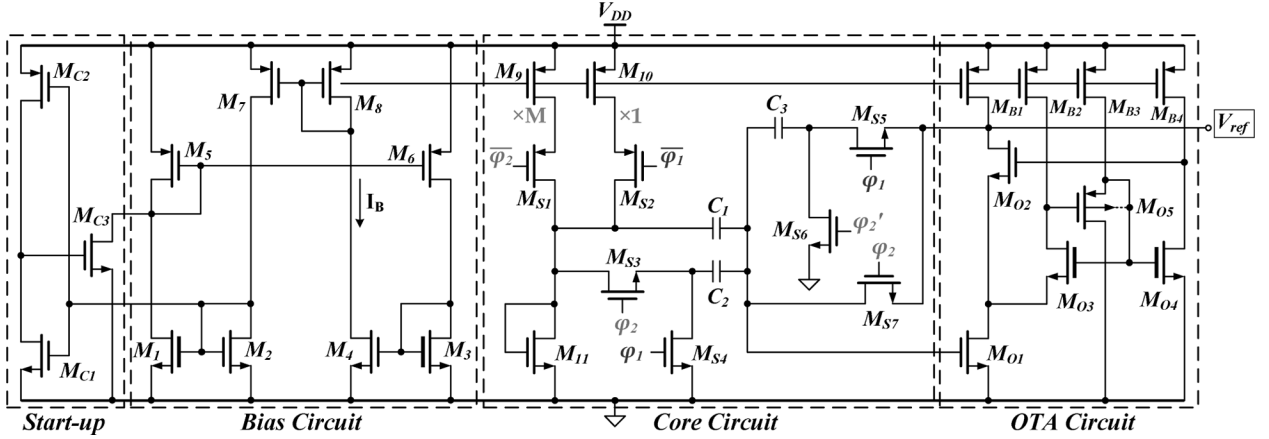 V_DD
M_C2
M_7
M_8
M_9
M_10
×M
×1
C_3
M_S5
φ_1
M_B1
M_B2
M_B3
M_B4
V_ref
M_5
M_6
I_B
φ̅_2
φ̅_1
M_S1
M_S2
M_C3
C_1
M_S6
φ_2'
φ_2
M_S7
M_O2
M_O5
M_S3
C_2
φ_2
M_O3
M_O4
M_C1
M_1
M_2
M_4
M_3
M_11
φ_1
M_S4
M_O1
Start-up
Bias Circuit
Core Circuit
OTA Circuit